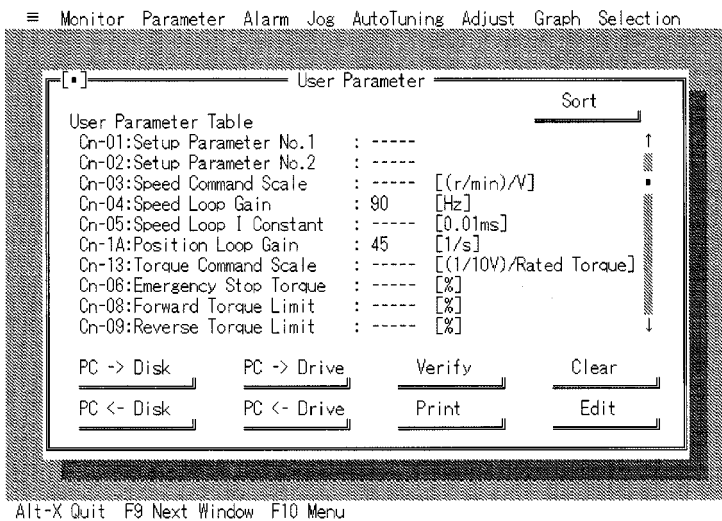 ≡ Monitor Parameter Alarm Jog AutoTuning Adjust Graph Selection
[▪] User Parameter
Sort
User Parameter Table
Cn-01:Setup Parameter No.1 : -----
Cn-02:Setup Parameter No.2 : -----
Cn-03:Speed Command Scale : ----- [(r/min)/V]
Cn-04:Speed Loop Gain : 90 [Hz]
Cn-05:Speed Loop I Constant : ----- [0.01ms]
Cn-1A:Position Loop Gain : 45 [1/s]
Cn-13:Torque Command Scale : ----- [(1/10V)/Rated Torque]
Cn-06:Emergency Stop Torque : ----- [%]
Cn-08:Forward Torque Limit : ----- [%]
Cn-09:Reverse Torque Limit : ----- [%]
PC -> Disk PC -> Drive Verify Clear
PC <- Disk PC <- Drive Print Edit
Alt-X Quit F9 Next Window F10 Menu